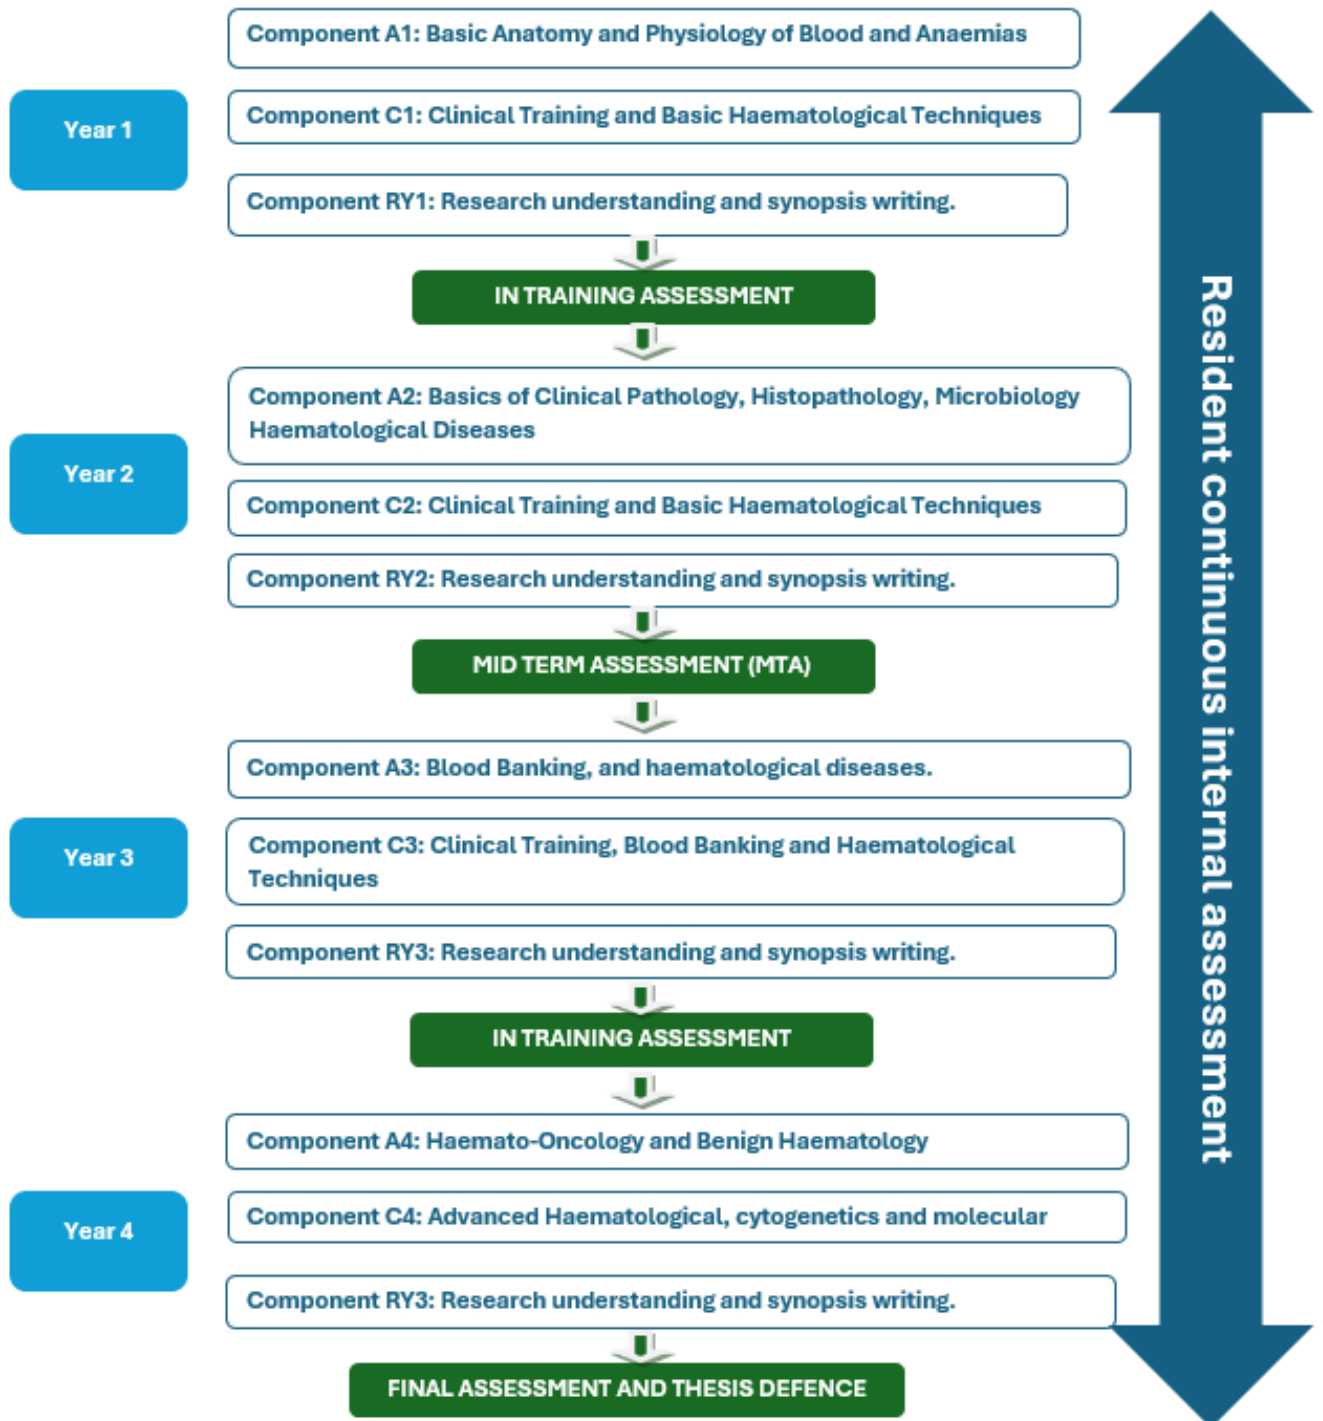 Component A1: Basic Anatomy and Physiology of Blood and Anaemias
Year 1
Component C1: Clinical Training and Basic Haematological Techniques
Component RY1: Research understanding and synopsis writing.
IN TRAINING ASSESSMENT
Component A2: Basics of Clinical Pathology, Histopathology, Microbiology
Haematological Diseases
Year 2
Component C2: Clinical Training and Basic Haematological Techniques
Component RY2: Research understanding and synopsis writing.
MID TERM ASSESSMENT (MTA)
Component A3: Blood Banking, and haematological diseases.
Year 3
Component C3: Clinical Training, Blood Banking and Haematological
Techniques
Component RY3: Research understanding and synopsis writing.
IN TRAINING ASSESSMENT
Component A4: Haemato-Oncology and Benign Haematology
Year 4
Component C4: Advanced Haematological, cytogenetics and molecular
Component RY3: Research understanding and synopsis writing.
FINAL ASSESSMENT AND THESIS DEFENCE
Resident continuous internal assessment